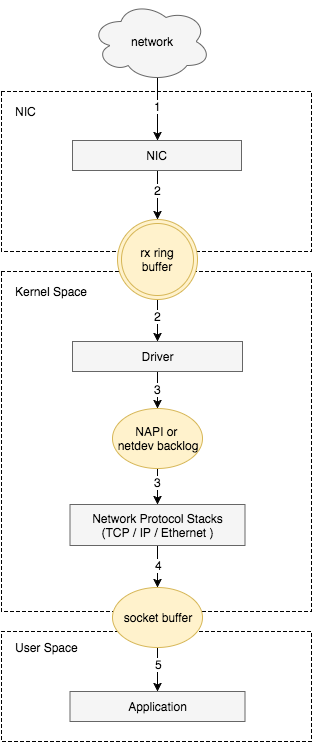 network
1
NIC
NIC
2
rx ring
buffer
Kernel Space
2
Driver
3
NAPI or
netdev backlog
3
Network Protocol Stacks
(TCP / IP / Ethernet )
4
socket buffer
User Space
5
Application